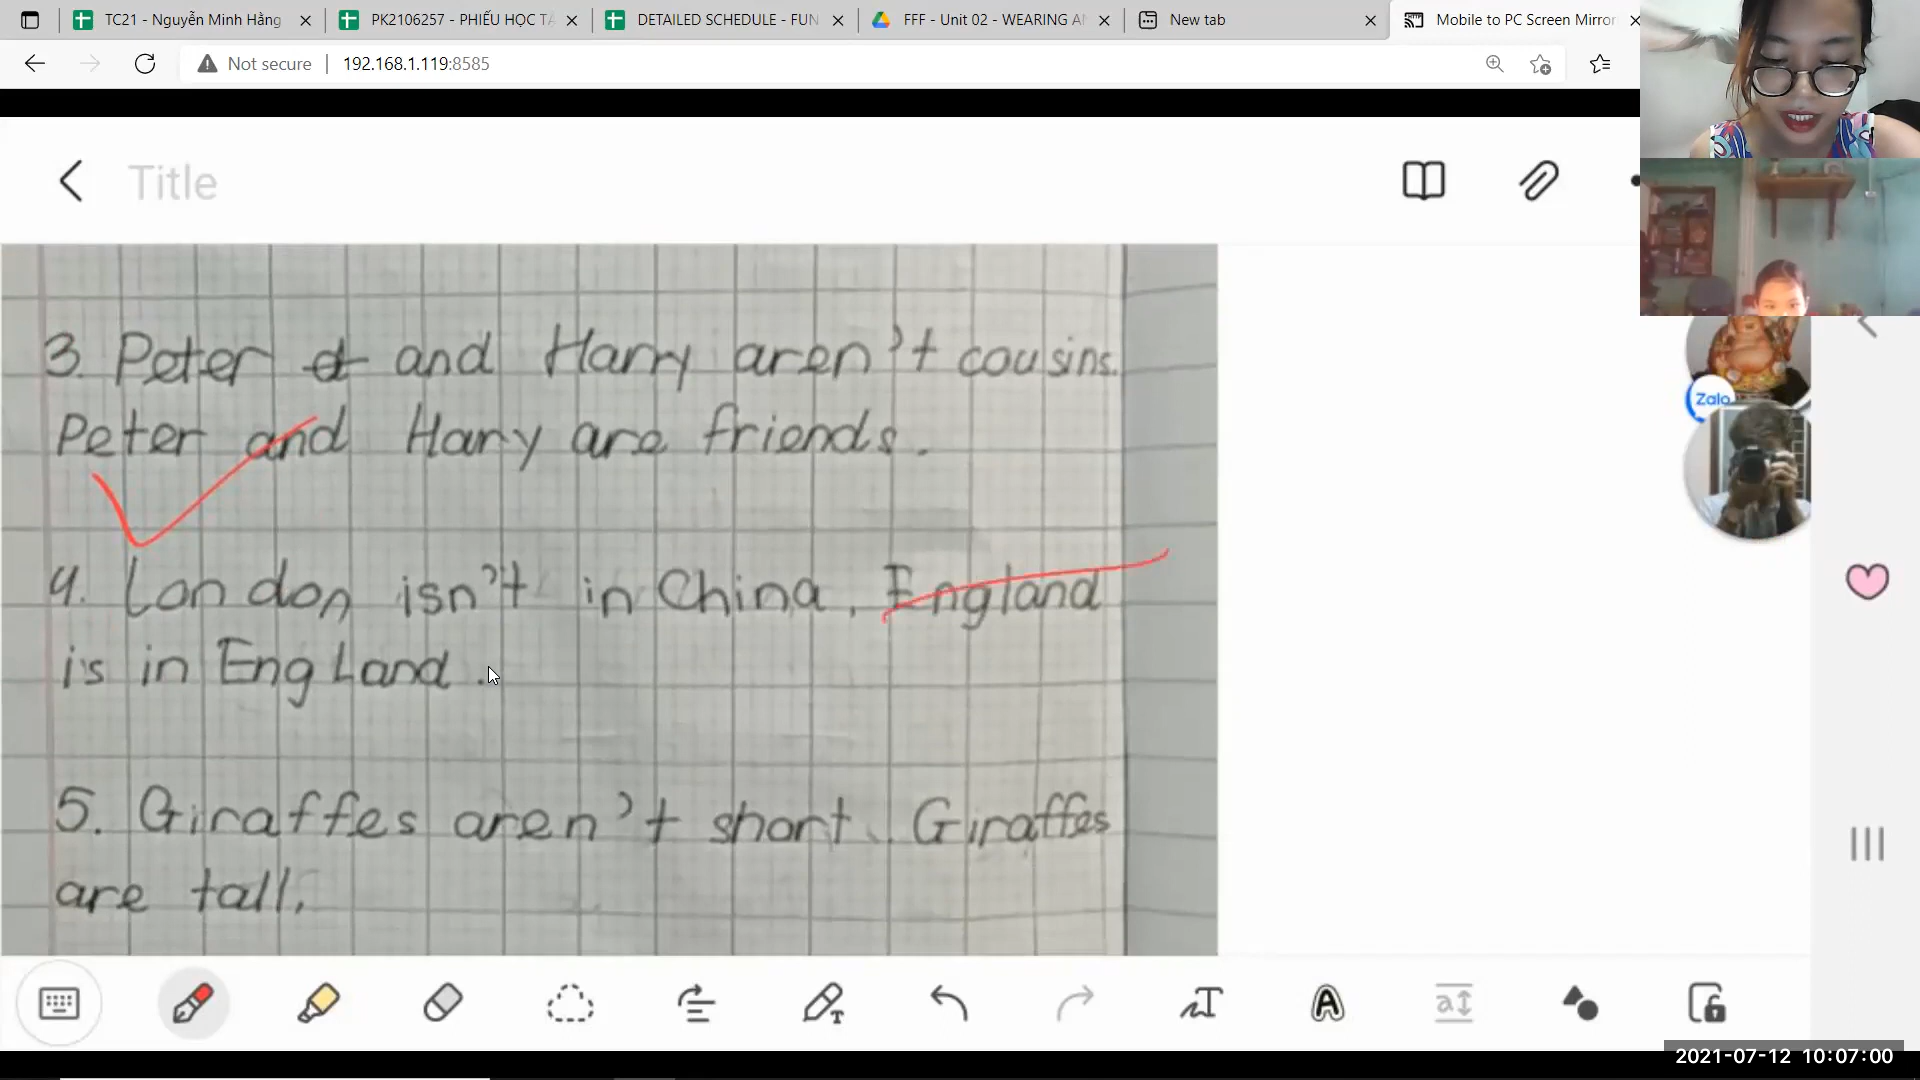 TC21 - Nguyễn Minh Hằng
PK2106257 - PHIẾU HỌC TẬ
DETAILED SCHEDULE - FUN
FFF - Unit 02 - WEARING AN
New tab
Mobile to PC Screen Mirror
Not secure
192.168.1.119:8585
Title
3. Peter and Harry aren't cousins.
Peter and Harry are friends.
4. London isn't in China. England
is in England.
5. Giraffes aren't short. Giraffes
are tall.
Zalo
2021-07-12 10:07:00